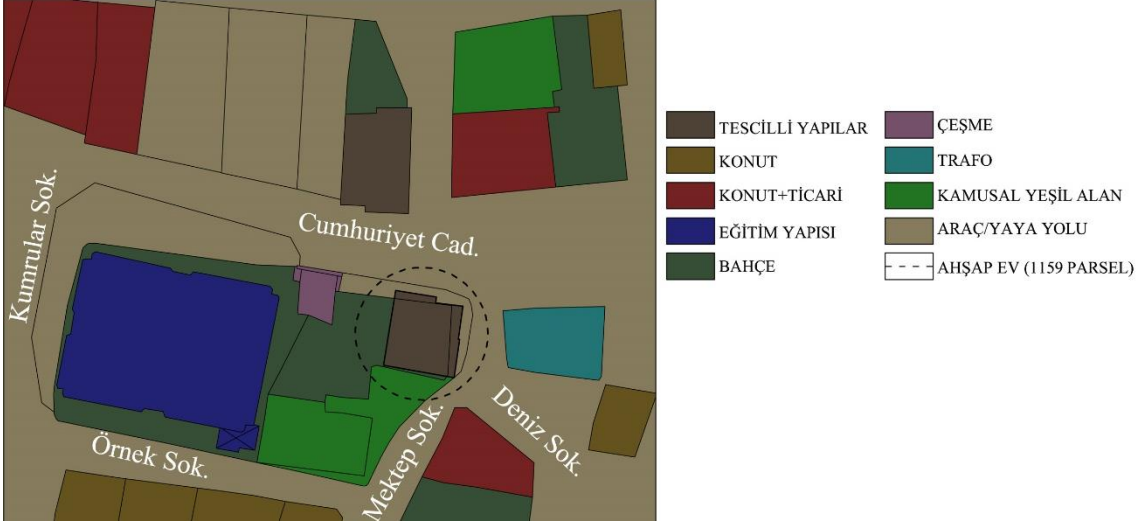 Kumrular Sok.
Cumhuriyet Cad.
Örnek Sok.
Mektep Sok.
Deniz Sok.
TESCİLLİ YAPILAR
KONUT
KONUT+TİCARİ
EĞİTİM YAPISI
BAHÇE
ÇEŞME
TRAFO
KAMUSAL YEŞİL ALAN
ARAÇ/YAYA YOLU
AHŞAP EV (1159 PARSEL)